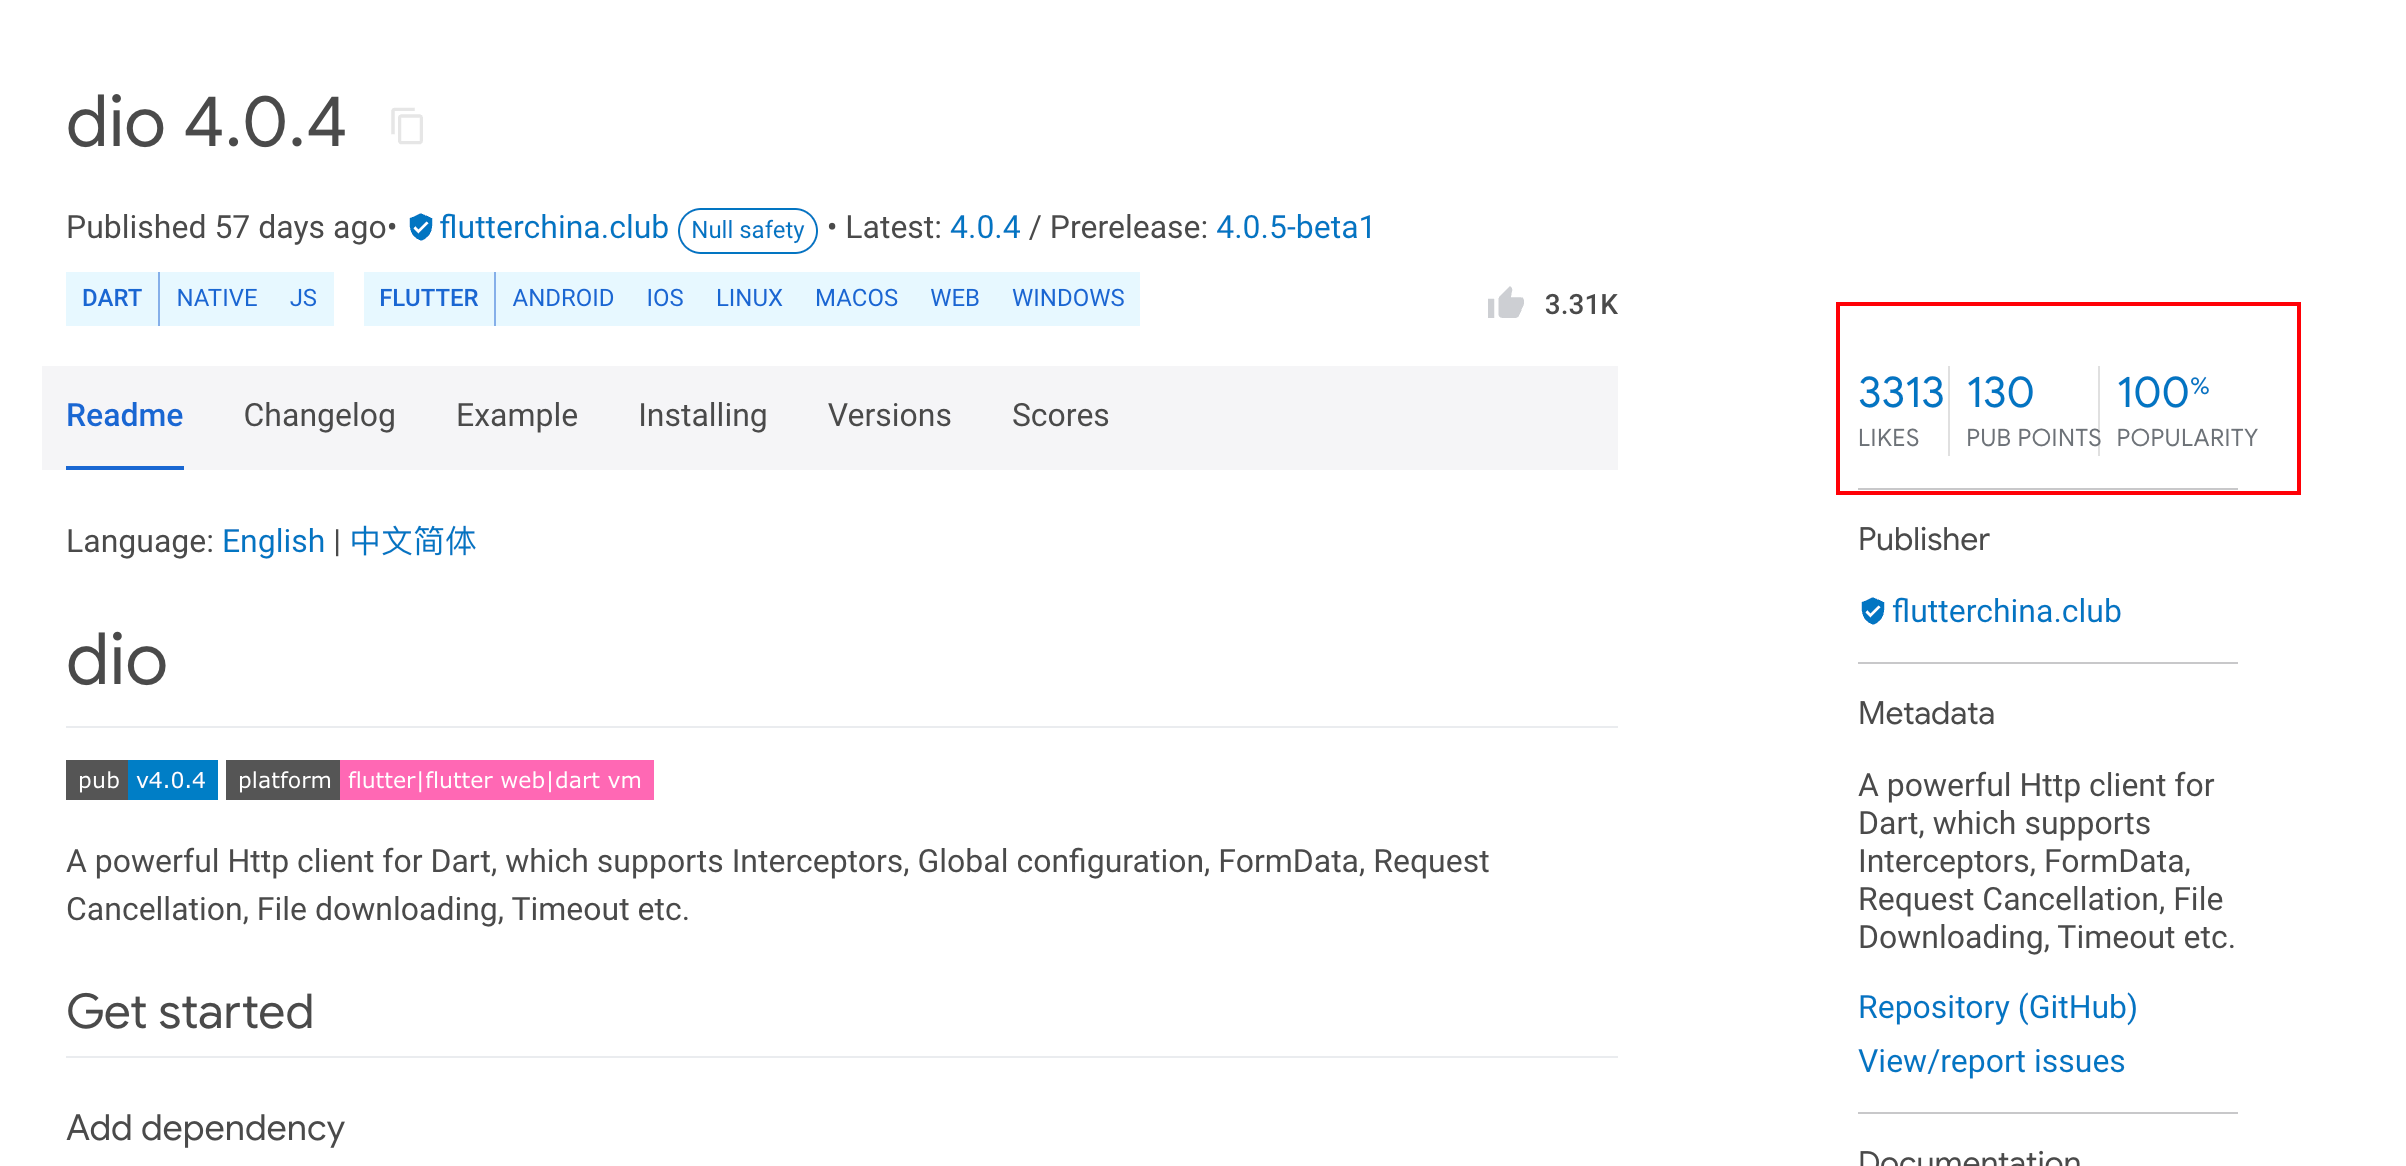 dio 4.0.4
Published 57 days ago• flutterchina.club Null safety • Latest: 4.0.4 / Prerelease: 4.0.5-beta1
DART NATIVE JS FLUTTER ANDROID IOS LINUX MACOS WEB WINDOWS
3.31K
Readme Changelog Example Installing Versions Scores
Language: English | 中文简体
dio
pub v4.0.4 platform flutter|flutter web|dart vm
A powerful Http client for Dart, which supports Interceptors, Global configuration, FormData, Request
Cancellation, File downloading, Timeout etc.
Get started
Add dependency
3313 130 100%
LIKES PUB POINTS POPULARITY
Publisher
flutterchina.club
Metadata
A powerful Http client for
Dart, which supports
Interceptors, FormData,
Request Cancellation, File
Downloading, Timeout etc.
Repository (GitHub)
View/report issues
Documentation